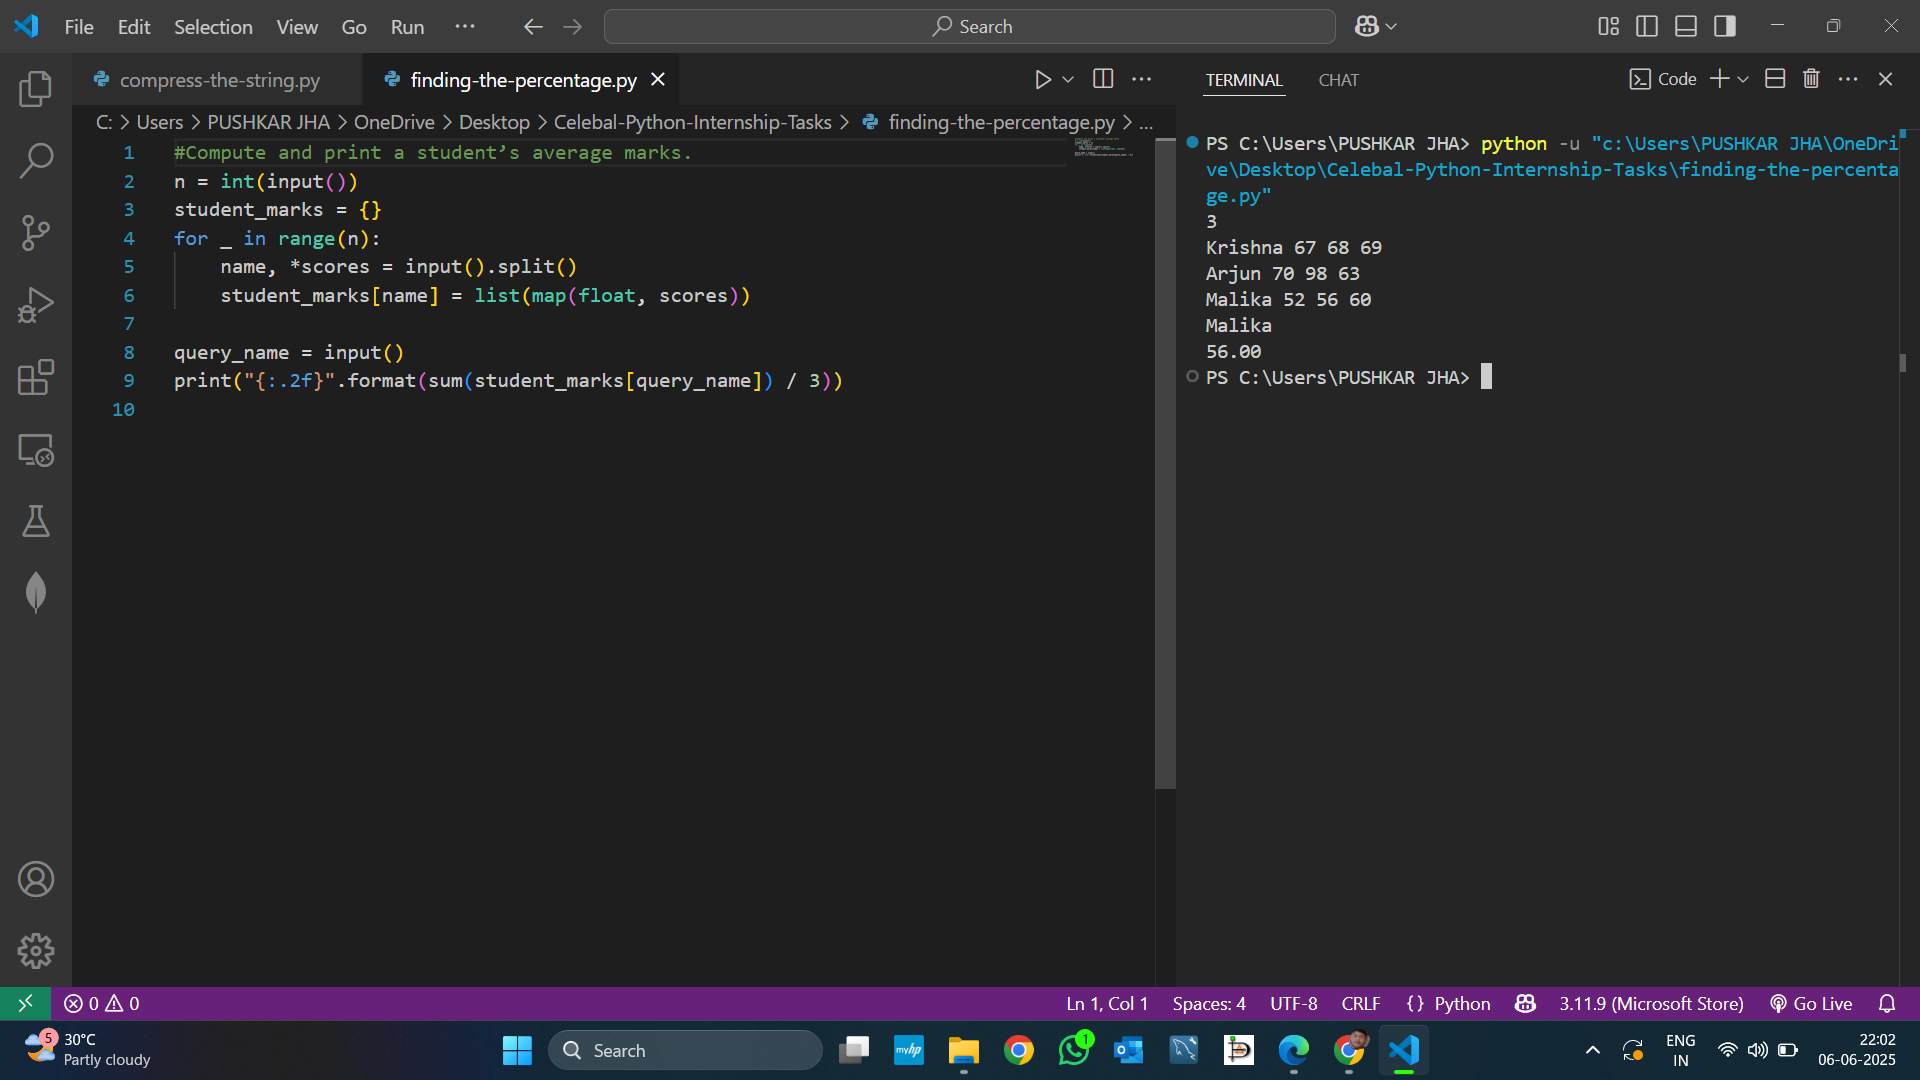 File Edit Selection View Go Run ··· Search
compress-the-string.py finding-the-percentage.py
C: > Users > PUSHKAR JHA > OneDrive > Desktop > Celebal-Python-Internship-Tasks > finding-the-percentage.py > ...
1 #Compute and print a student’s average marks.
2 n = int(input())
3 student_marks = {}
4 for _ in range(n):
5 name, *scores = input().split()
6 student_marks[name] = list(map(float, scores))
7
8 query_name = input()
9 print("{:.2f}".format(sum(student_marks[query_name]) / 3))
10
TERMINAL CHAT Code
PS C:\Users\PUSHKAR JHA> python -u "c:\Users\PUSHKAR JHA\OneDri
ve\Desktop\Celebal-Python-Internship-Tasks\finding-the-percenta
ge.py"
3
Krishna 67 68 69
Arjun 70 98 63
Malika 52 56 60
Malika
56.00
PS C:\Users\PUSHKAR JHA>
0 0 Ln 1, Col 1 Spaces: 4 UTF-8 CRLF {} Python 3.11.9 (Microsoft Store) Go Live
5 30°C
Partly cloudy
Search
myhp
1
ENG
IN
22:02
06-06-2025